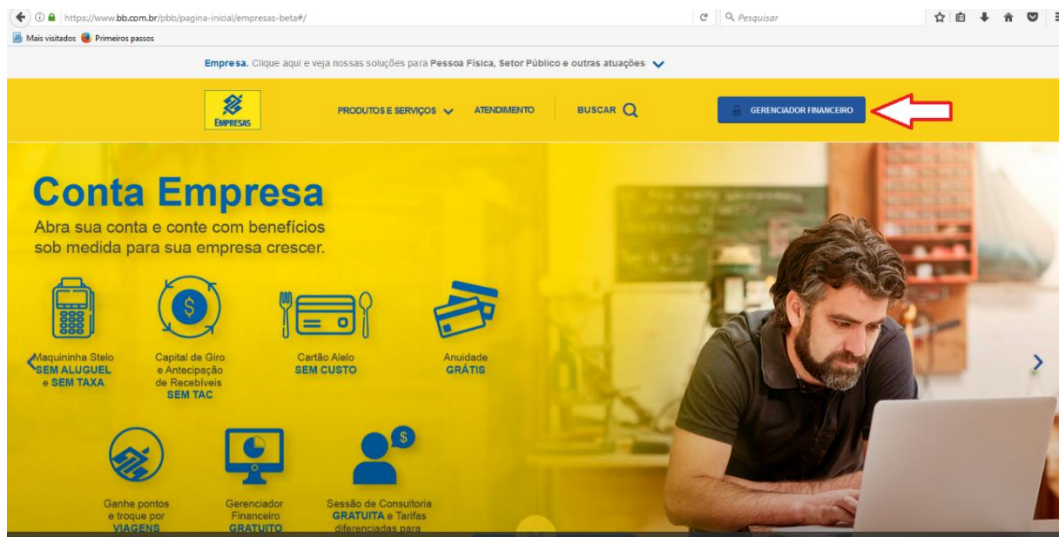 https://www.bb.com.br/pbb/pagina-inicial/empresas-beta#/
Pesquisar
Mais visitados
Primeiros passos
Empresa. Clique aqui e veja nossas soluções para Pessoa Física, Setor Público e outras atuações
EMPRESAS
PRODUTOS E SERVIÇOS
ATENDIMENTO
BUSCAR
GERENCIADOR FINANCEIRO
Conta Empresa
Abra sua conta e conte com benefícios
sob medida para sua empresa crescer.
Maquininha Stelo
SEM ALUGUEL
e SEM TAXA
Capital de Giro
e Antecipação
de Recebíveis
SEM TAC
Cartão Alelo
SEM CUSTO
Anuidade
GRÁTIS
Ganhe pontos
e troque por
VIAGENS
Gerenciador
Financeiro
GRATUITO
Sessão de Consultoria
GRATUITA e Tarifas
diferenciadas para